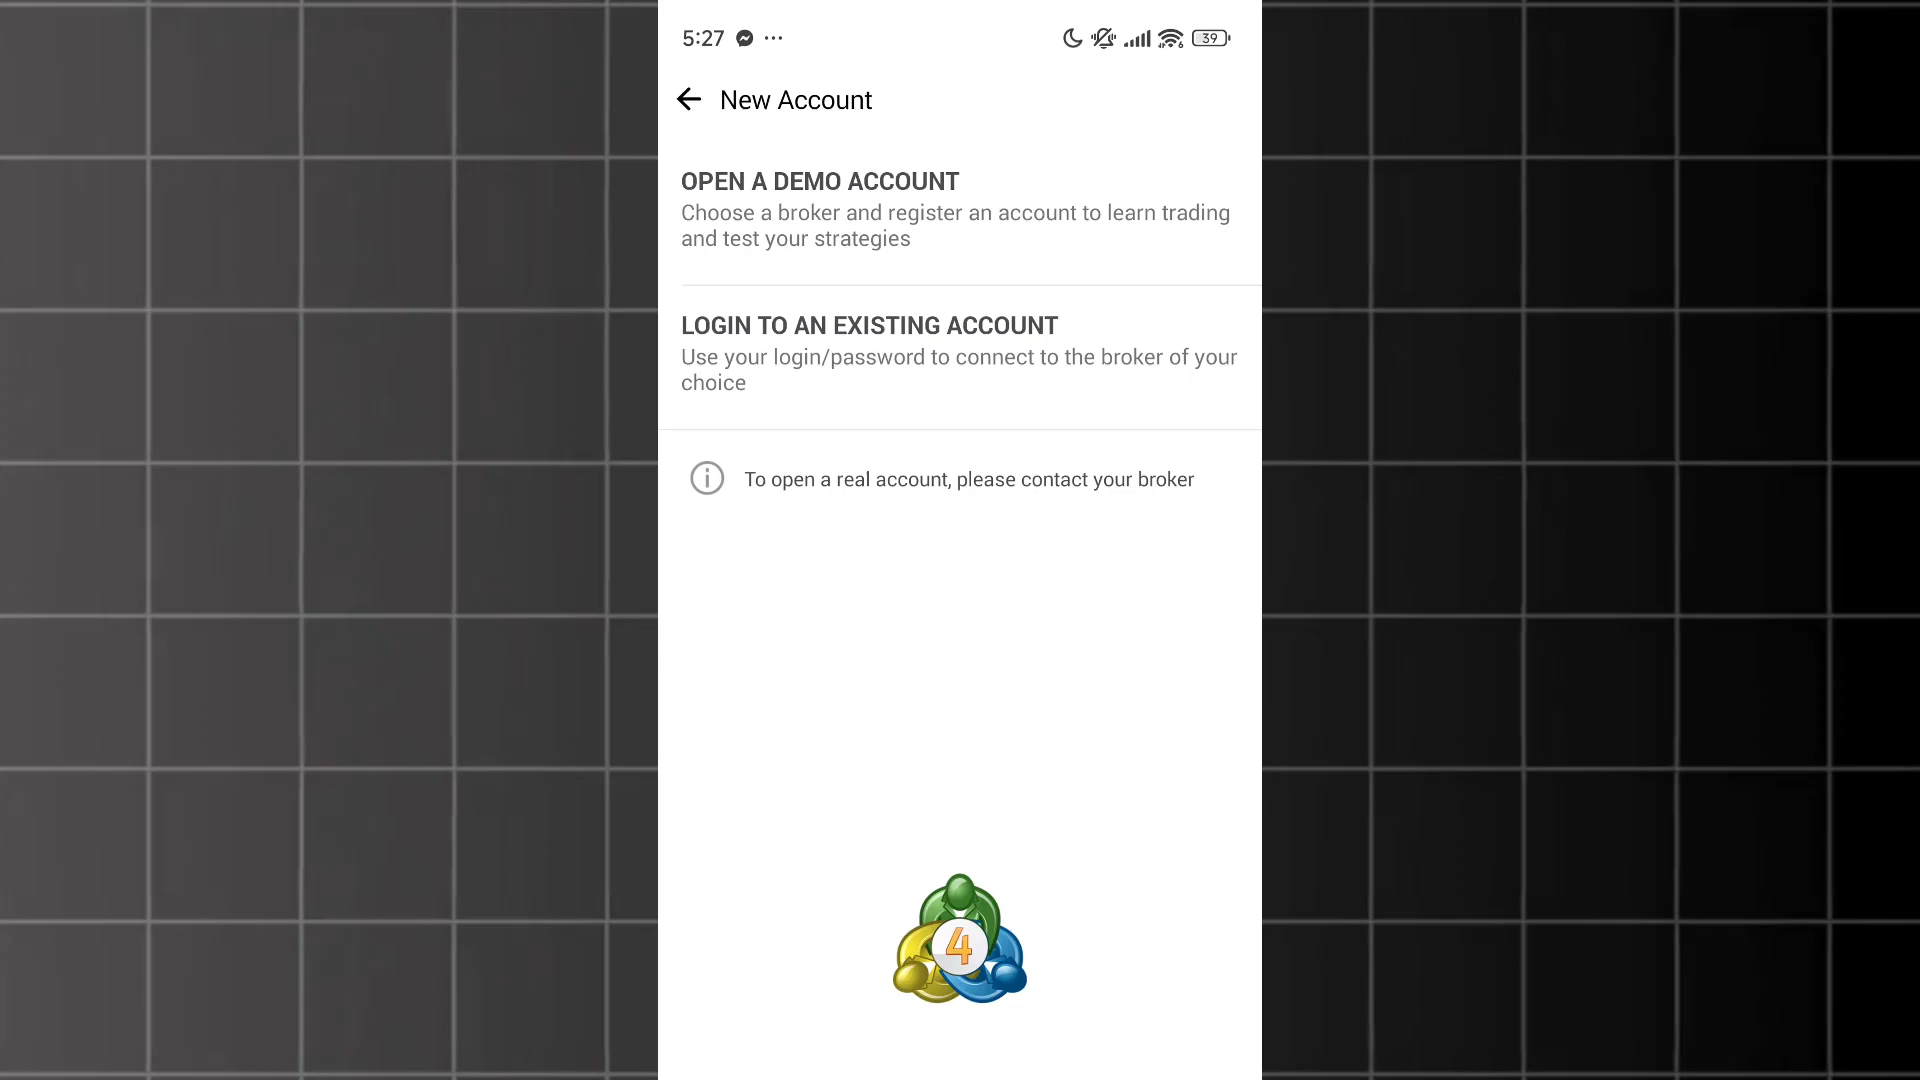 5:27
39
New Account
OPEN A DEMO ACCOUNT
Choose a broker and register an account to learn trading
and test your strategies
LOGIN TO AN EXISTING ACCOUNT
Use your login/password to connect to the broker of your
choice
To open a real account, please contact your broker
4